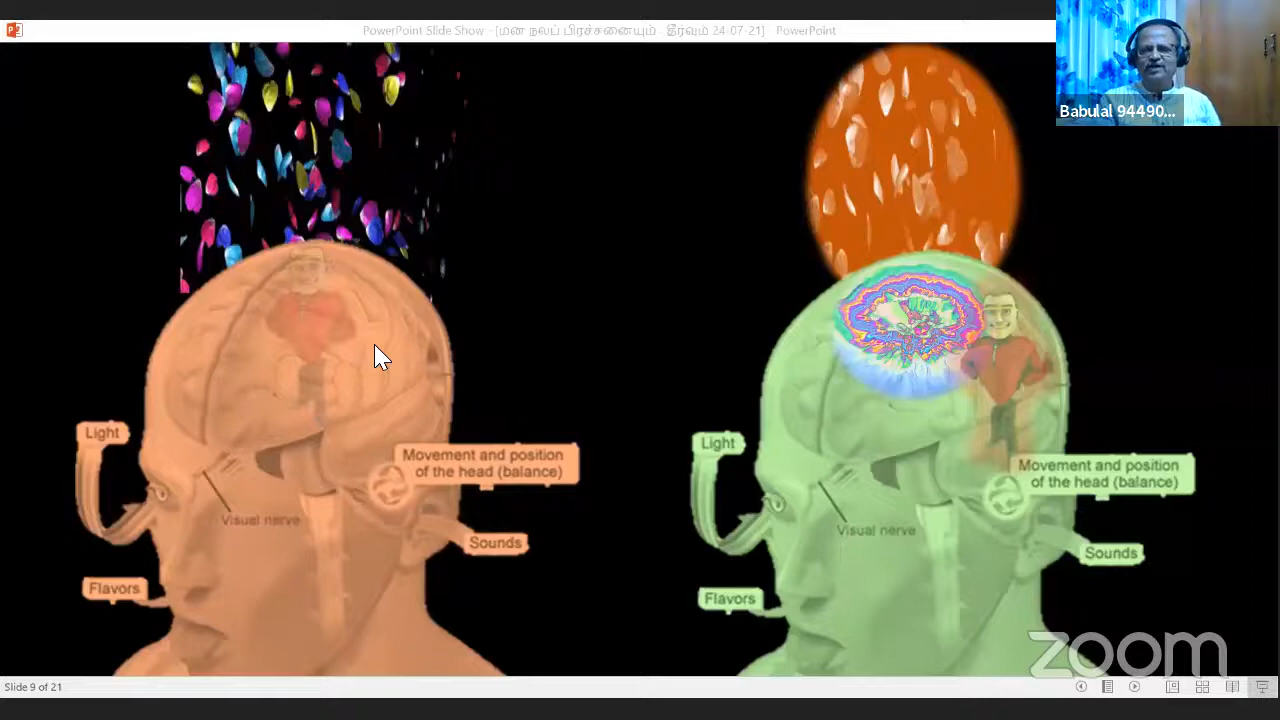 PowerPoint Slide Show - [மன நலப் பிரச்சனையும் ஈர்வும் 24-07-21] - PowerPoint
Babulal 94490...
Light
Movement and position
of the head (balance)
Visual nerve
Sounds
Flavors
Light
Movement and position
of the head (balance)
Visual nerve
Sounds
Flavors
zoom
Slide 9 of 21